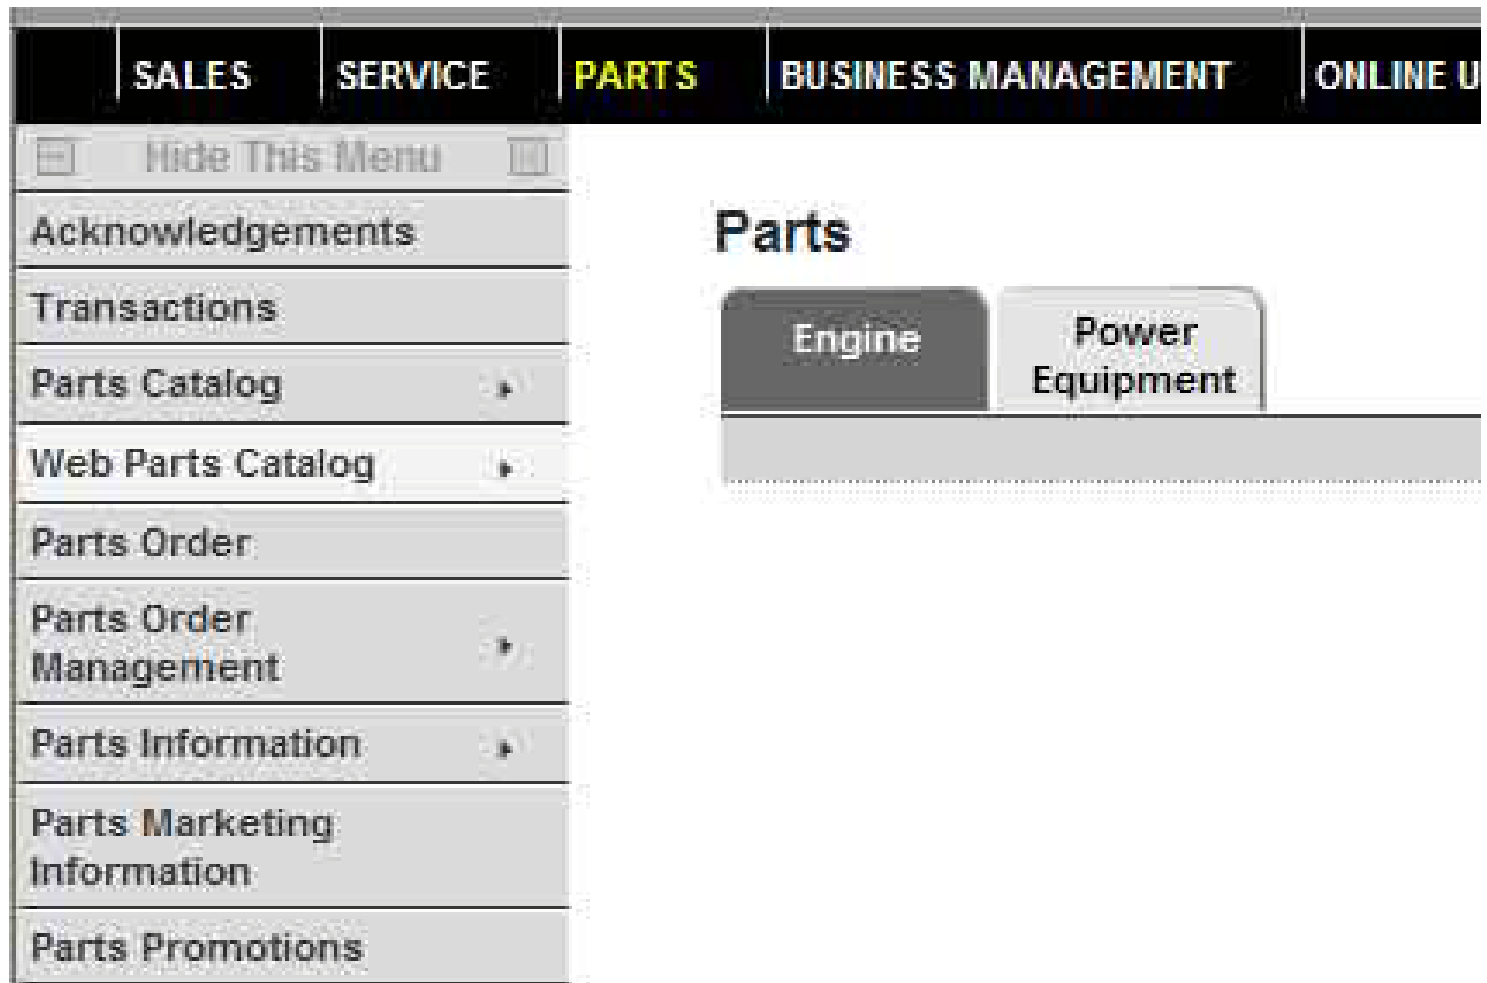 SALES SERVICE PARTS BUSINESS MANAGEMENT ONLINE U
Hide This Menu
Acknowledgements
Transactions
Parts Catalog
Web Parts Catalog
Parts Order
Parts Order
Management
Parts Information
Parts Marketing
Information
Parts Promotions
Parts
Engine
Power
Equipment